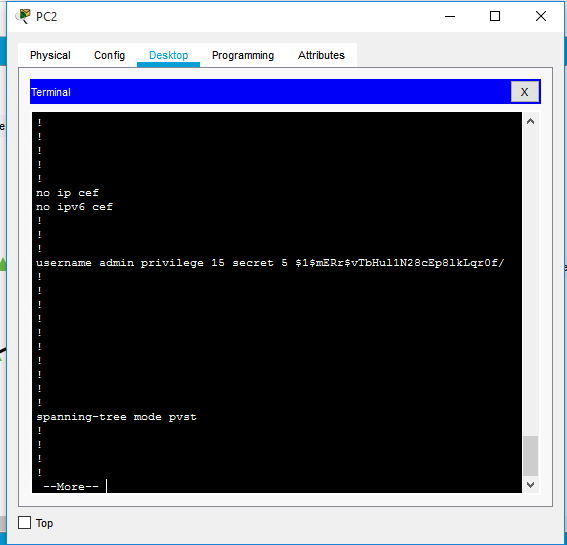 PC2
Physical Config Desktop Programming Attributes
Terminal X
!
!
!
!
!
no ip cef
no ipv6 cef
!
!
!
username admin privilege 15 secret 5 $1$mERr$vTbHul1N28cEp8lkLqr0f/
!
!
!
!
!
!
!
!
!
!
spanning-tree mode pvst
!
!
!
!
--More--
Top